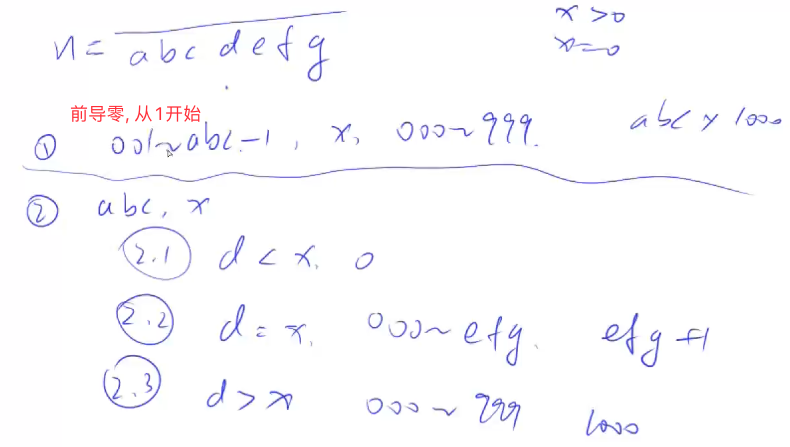 n = abcdefg
x > 0
x = 0
前导零, 从1开始
① 001~abc-1, x, 000~999. abc × 1000
② abc, x
2.1 d < x. 0
2.2 d = x. 000~efg. efg+1
2.3 d > x 000~999 1000